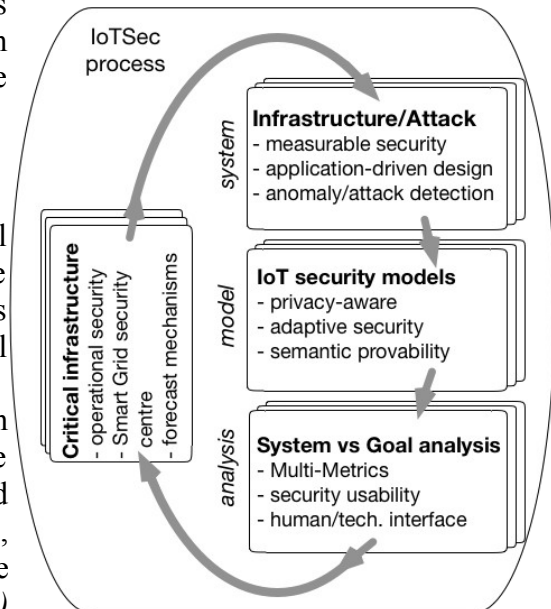 IoTSec
process
system
Infrastructure/Attack
- measurable security
- application-driven design
- anomaly/attack detection
model
IoT security models
- privacy-aware
- adaptive security
- semantic provability
analysis
System vs Goal analysis
- Multi-Metrics
- security usability
- human/tech. interface
Critical infrastructure
- operational security
- Smart Grid security
centre
- forecast mechanisms